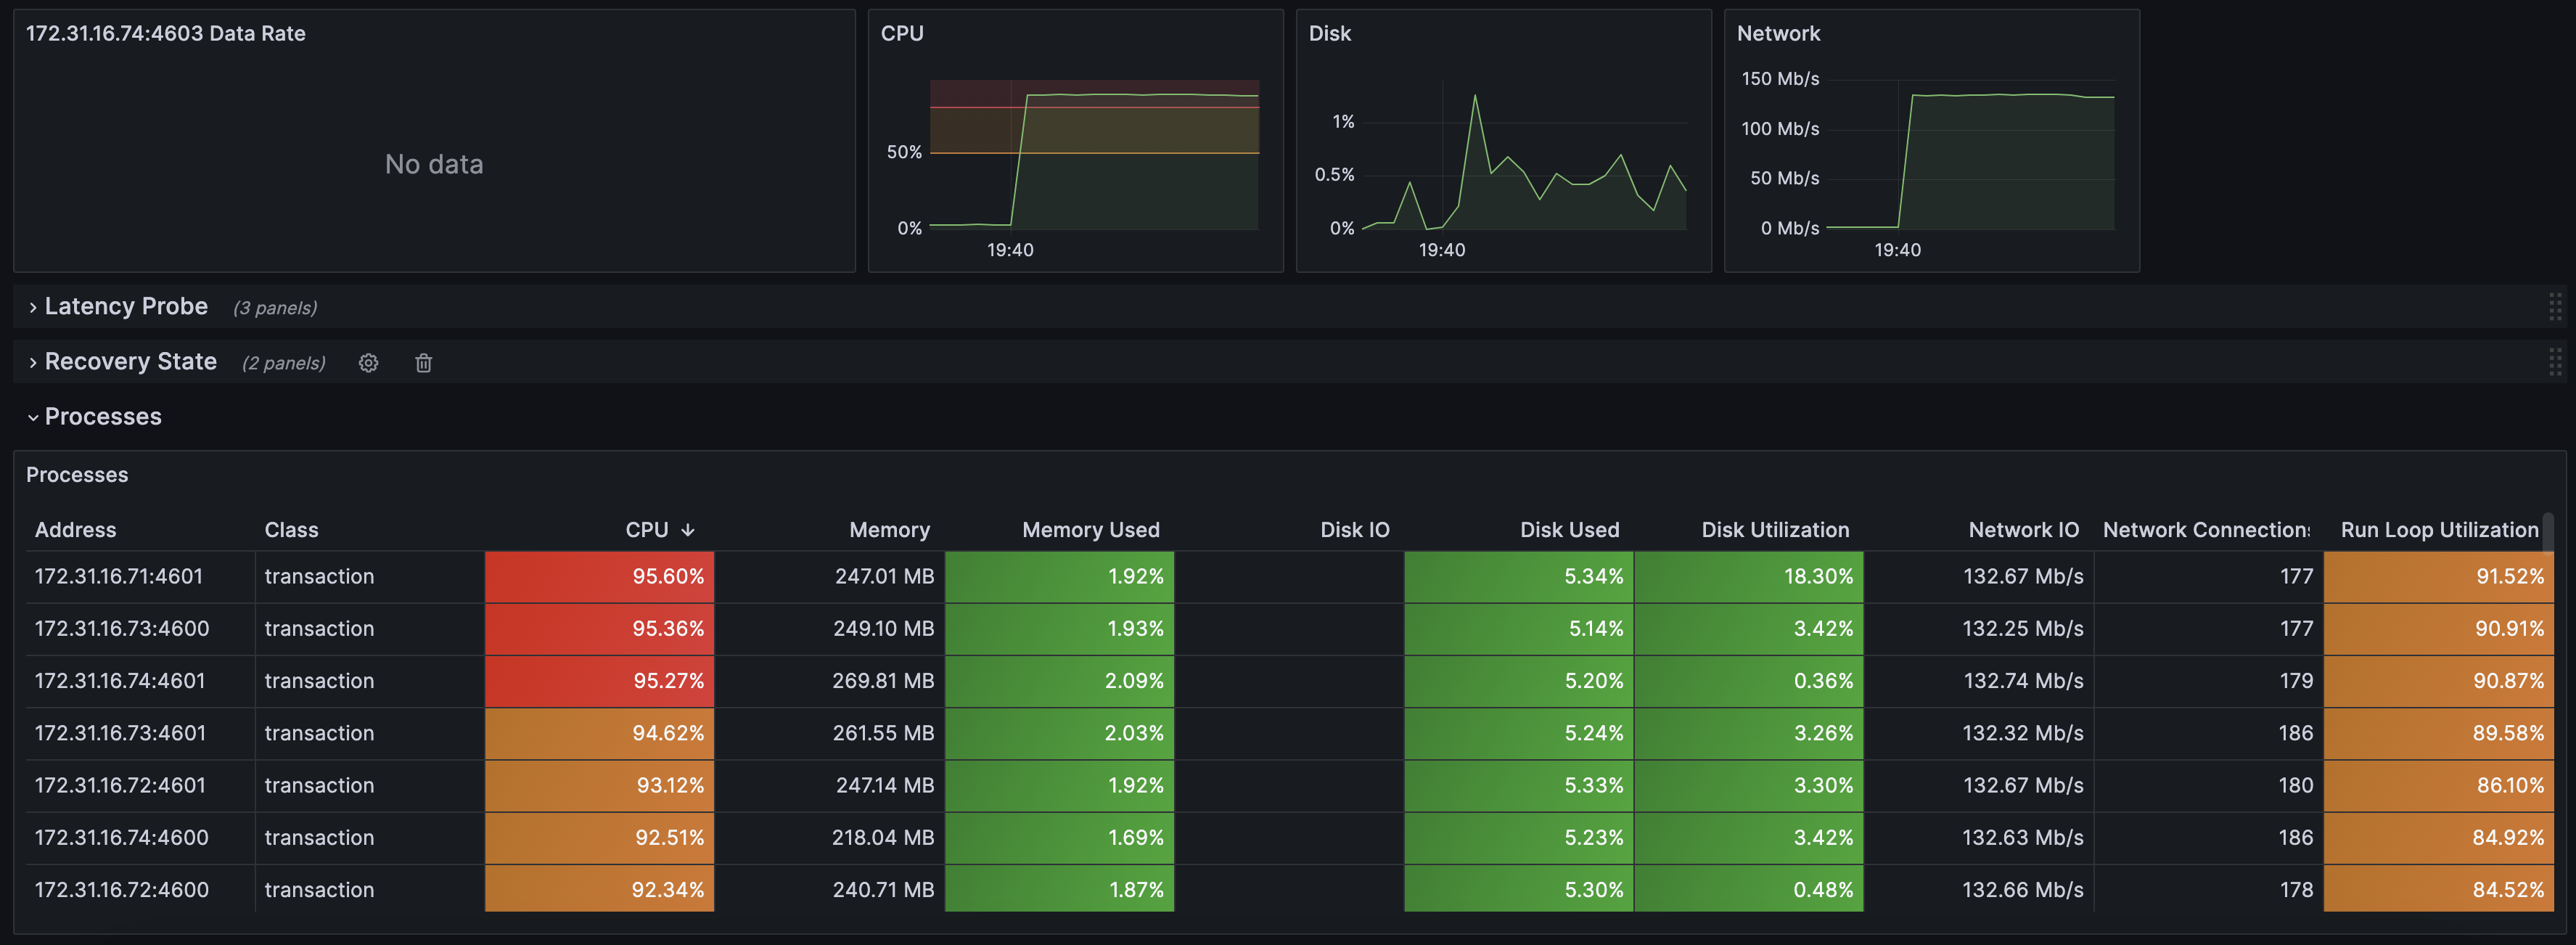 172.31.16.74:4603 Data Rate
No data
CPU
50%
0%
19:40
Disk
1%
0.5%
0%
19:40
Network
150 Mb/s
100 Mb/s
50 Mb/s
0 Mb/s
19:40
Latency Probe (3 panels)
Recovery State (2 panels)
Processes
Processes
Address Class CPU Memory Memory Used Disk IO Disk Used Disk Utilization Network IO Network Connection Run Loop Utilization
172.31.16.71:4601 transaction 95.60% 247.01 MB 1.92% 5.34% 18.30% 132.67 Mb/s 177 91.52%
172.31.16.73:4600 transaction 95.36% 249.10 MB 1.93% 5.14% 3.42% 132.25 Mb/s 177 90.91%
172.31.16.74:4601 transaction 95.27% 269.81 MB 2.09% 5.20% 0.36% 132.74 Mb/s 179 90.87%
172.31.16.73:4601 transaction 94.62% 261.55 MB 2.03% 5.24% 3.26% 132.32 Mb/s 186 89.58%
172.31.16.72:4601 transaction 93.12% 247.14 MB 1.92% 5.33% 3.30% 132.67 Mb/s 180 86.10%
172.31.16.74:4600 transaction 92.51% 218.04 MB 1.69% 5.23% 3.42% 132.63 Mb/s 186 84.92%
172.31.16.72:4600 transaction 92.34% 240.71 MB 1.87% 5.30% 0.48% 132.66 Mb/s 178 84.52%